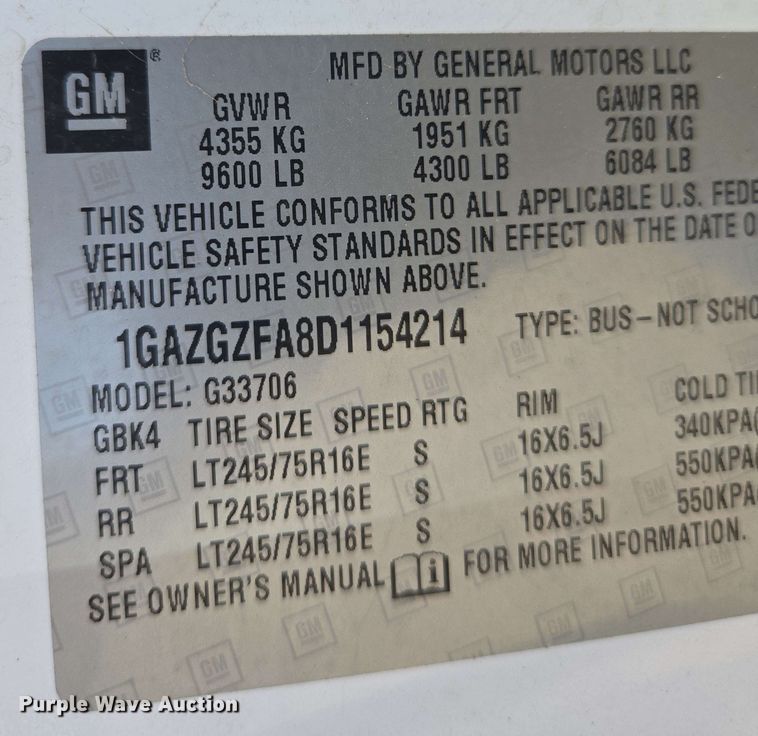 GM ®
MFD BY GENERAL MOTORS LLC
GVWR GAWR FRT GAWR RR
4355 KG 1951 KG 2760 KG
9600 LB 4300 LB 6084 LB
THIS VEHICLE CONFORMS TO ALL APPLICABLE U.S. FEDE
VEHICLE SAFETY STANDARDS IN EFFECT ON THE DATE O
MANUFACTURE SHOWN ABOVE.
1GAZGZFA8D1154214 TYPE: BUS–NOT SCHO
MODEL: G33706
GBK4 TIRE SIZE SPEED RTG RIM COLD TI
FRT LT245/75R16E S 16X6.5J 340KPA(
RR LT245/75R16E S 16X6.5J 550KPA(
SPA LT245/75R16E S 16X6.5J 550KPA
SEE OWNER'S MANUAL i FOR MORE INFORMATION.
Purple Wave Auction